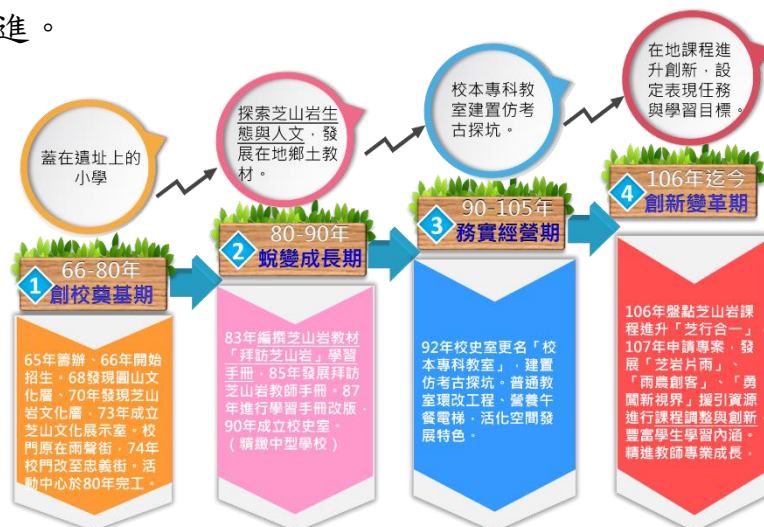 進。
蓋在遺址上的
小學
探索芝山岩生
態與人文，發
展在地鄉土教
材。
校本專科教
室建置仿考
古探坑。
在地課程進
升創新，設
定表現任務
與學習目標。
1
66-80年
創校奠基期
2
80-90年
蛻變成長期
3
90-105年
務實經營期
4
106年迄今
創新變革期
65年籌辦、66年開始
招生。68發現圓山文
化層、70年發現芝山
岩文化層，73年成立
芝山文化展示室。校
門原在雨聲街，74年
校門改至忠義街。活
動中心於80年完工。
83年編撰芝山岩教材
「拜訪芝山岩」學習
手冊，85年發展拜訪
芝山岩教師手冊。87
年進行學習手冊改版，
90年成立校史室。
（精緻中型學校）
92年校史室更名「校
本專科教室」，建置
仿考古探坑。普通教
室環改工程、營養午
餐電梯，活化空間發
展特色。
106年盤點芝山岩課
程進升「芝行合一」，
107年申請專案，發
展「芝岩片雨」、
「雨農創客」、「勇
闖新視界」援引資源
進行課程調整與創新，
豐富學生學習內涵。
精進教師專業成長，